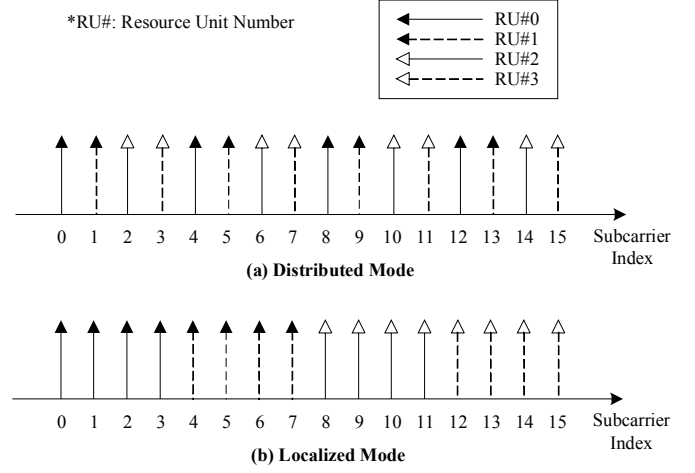 *RU#: Resource Unit Number
RU#0
RU#1
RU#2
RU#3
0 1 2 3 4 5 6 7 8 9 10 11 12 13 14 15 Subcarrier
Index
(a) Distributed Mode
0 1 2 3 4 5 6 7 8 9 10 11 12 13 14 15 Subcarrier
Index
(b) Localized Mode